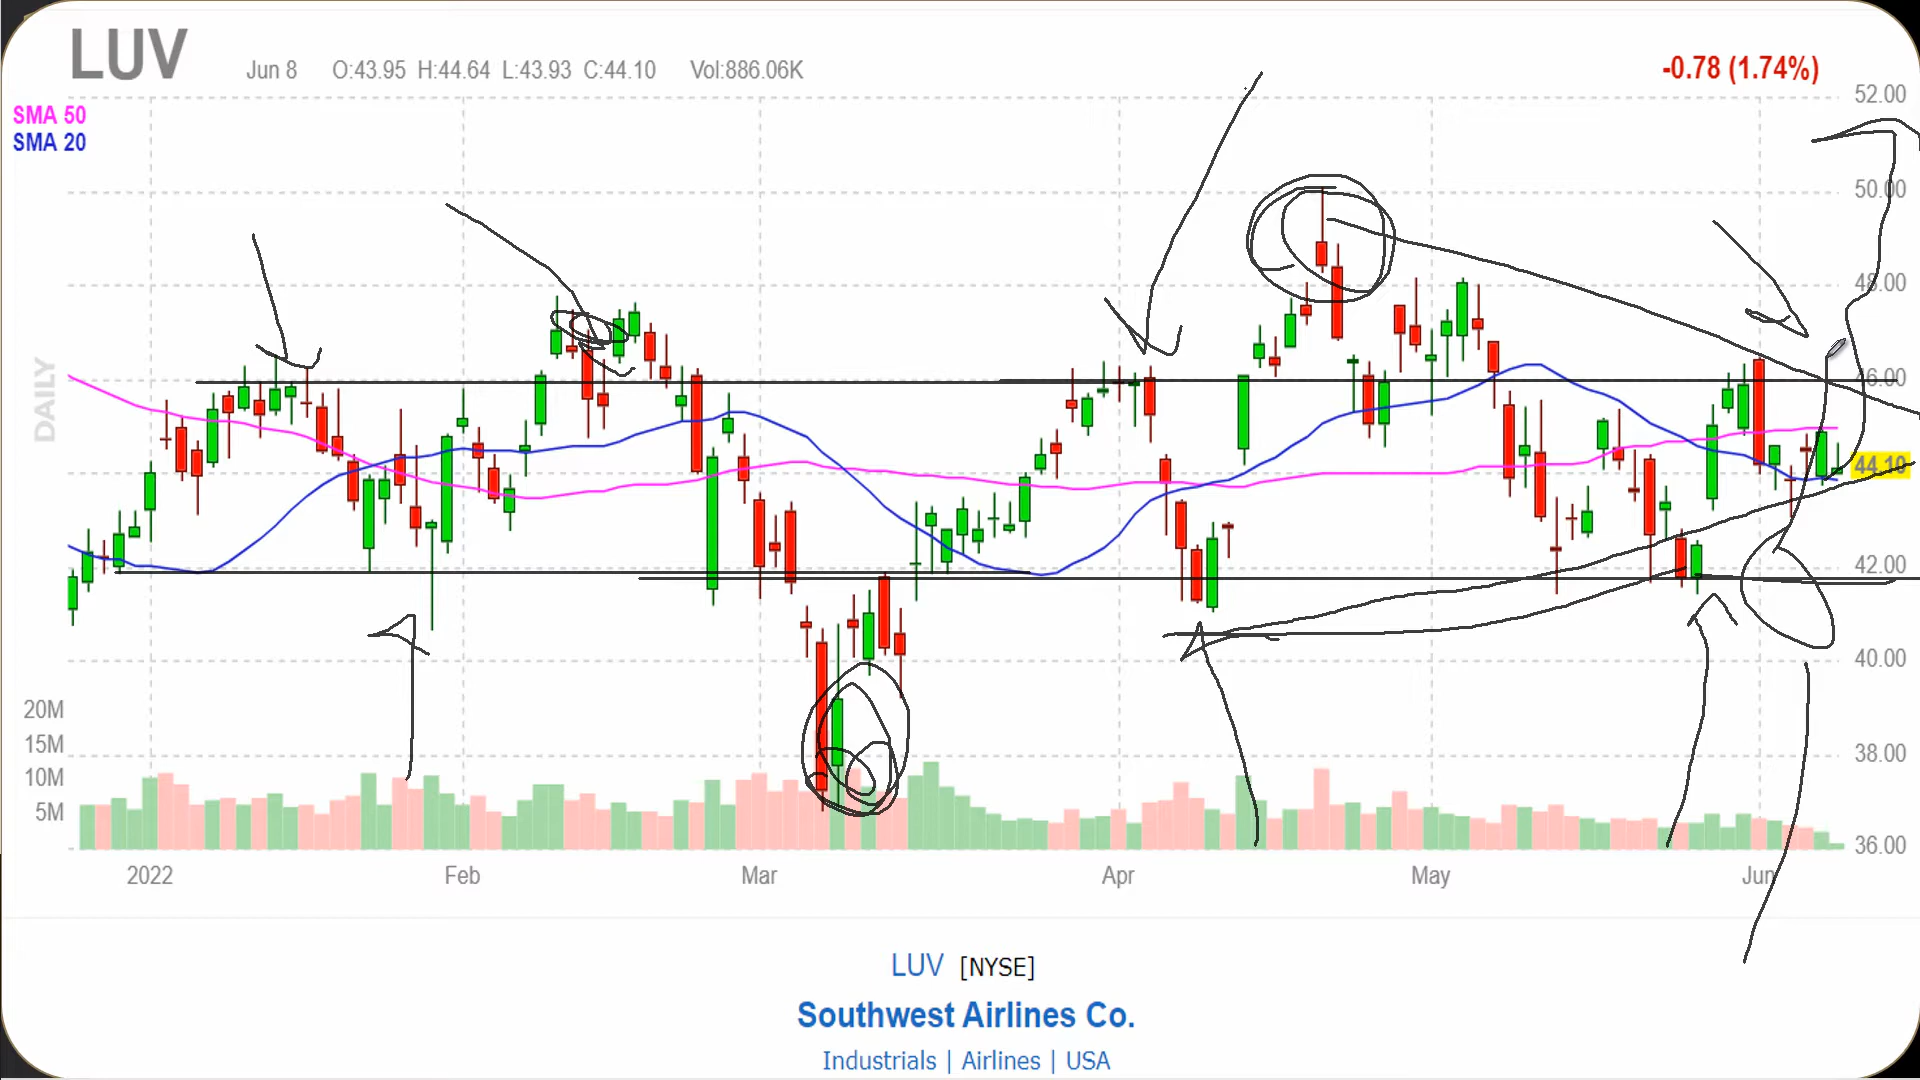 LUV Jun 8 O:43.95 H:44.64 L:43.93 C:44.10 Vol:886.06K -0.78 (1.74%)
SMA 50
SMA 20
DAILY
52.00
50.00
48.00
46.00
44.10
42.00
40.00
38.00
36.00
20M
15M
10M
5M
2022 Feb Mar Apr May Jun
LUV [NYSE]
Southwest Airlines Co.
Industrials | Airlines | USA